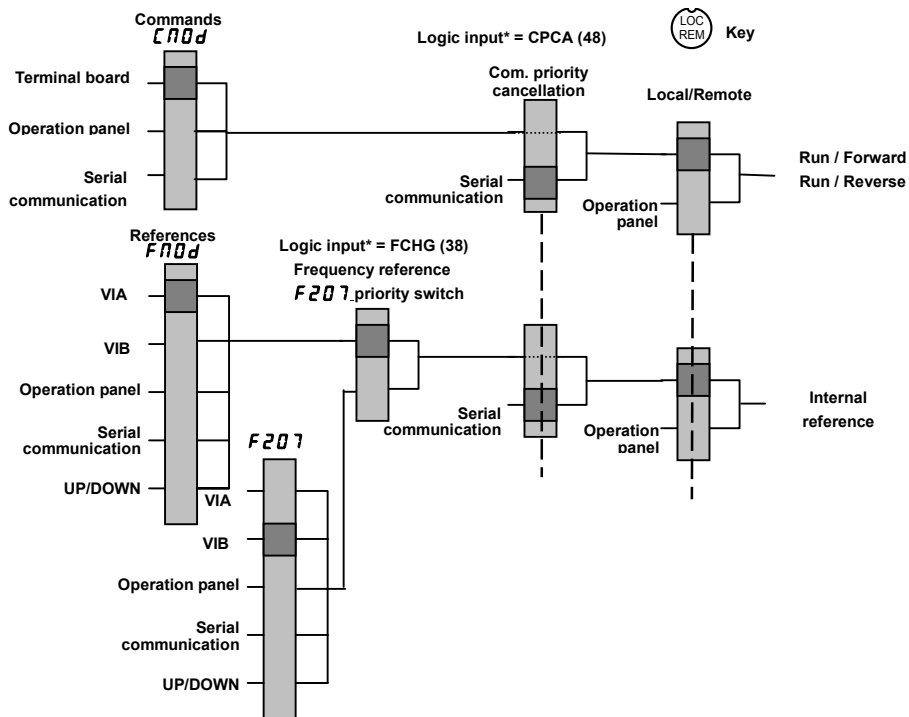 Commands
CMOd
Terminal board
Operation panel
Serial
communication
Logic input* = CPCA (48)
Com. priority
cancellation
Serial
communication
LOC
REM
Key
Local/Remote
Operation
panel
Run / Forward
Run / Reverse
References
FMOd
VIA
VIB
Operation panel
Serial
communication
UP/DOWN
Logic input* = FCHG (38)
Frequency reference
F207 priority switch
Serial
communication
Operation
panel
Internal
reference
F207
VIA
VIB
Operation panel
Serial
communication
UP/DOWN